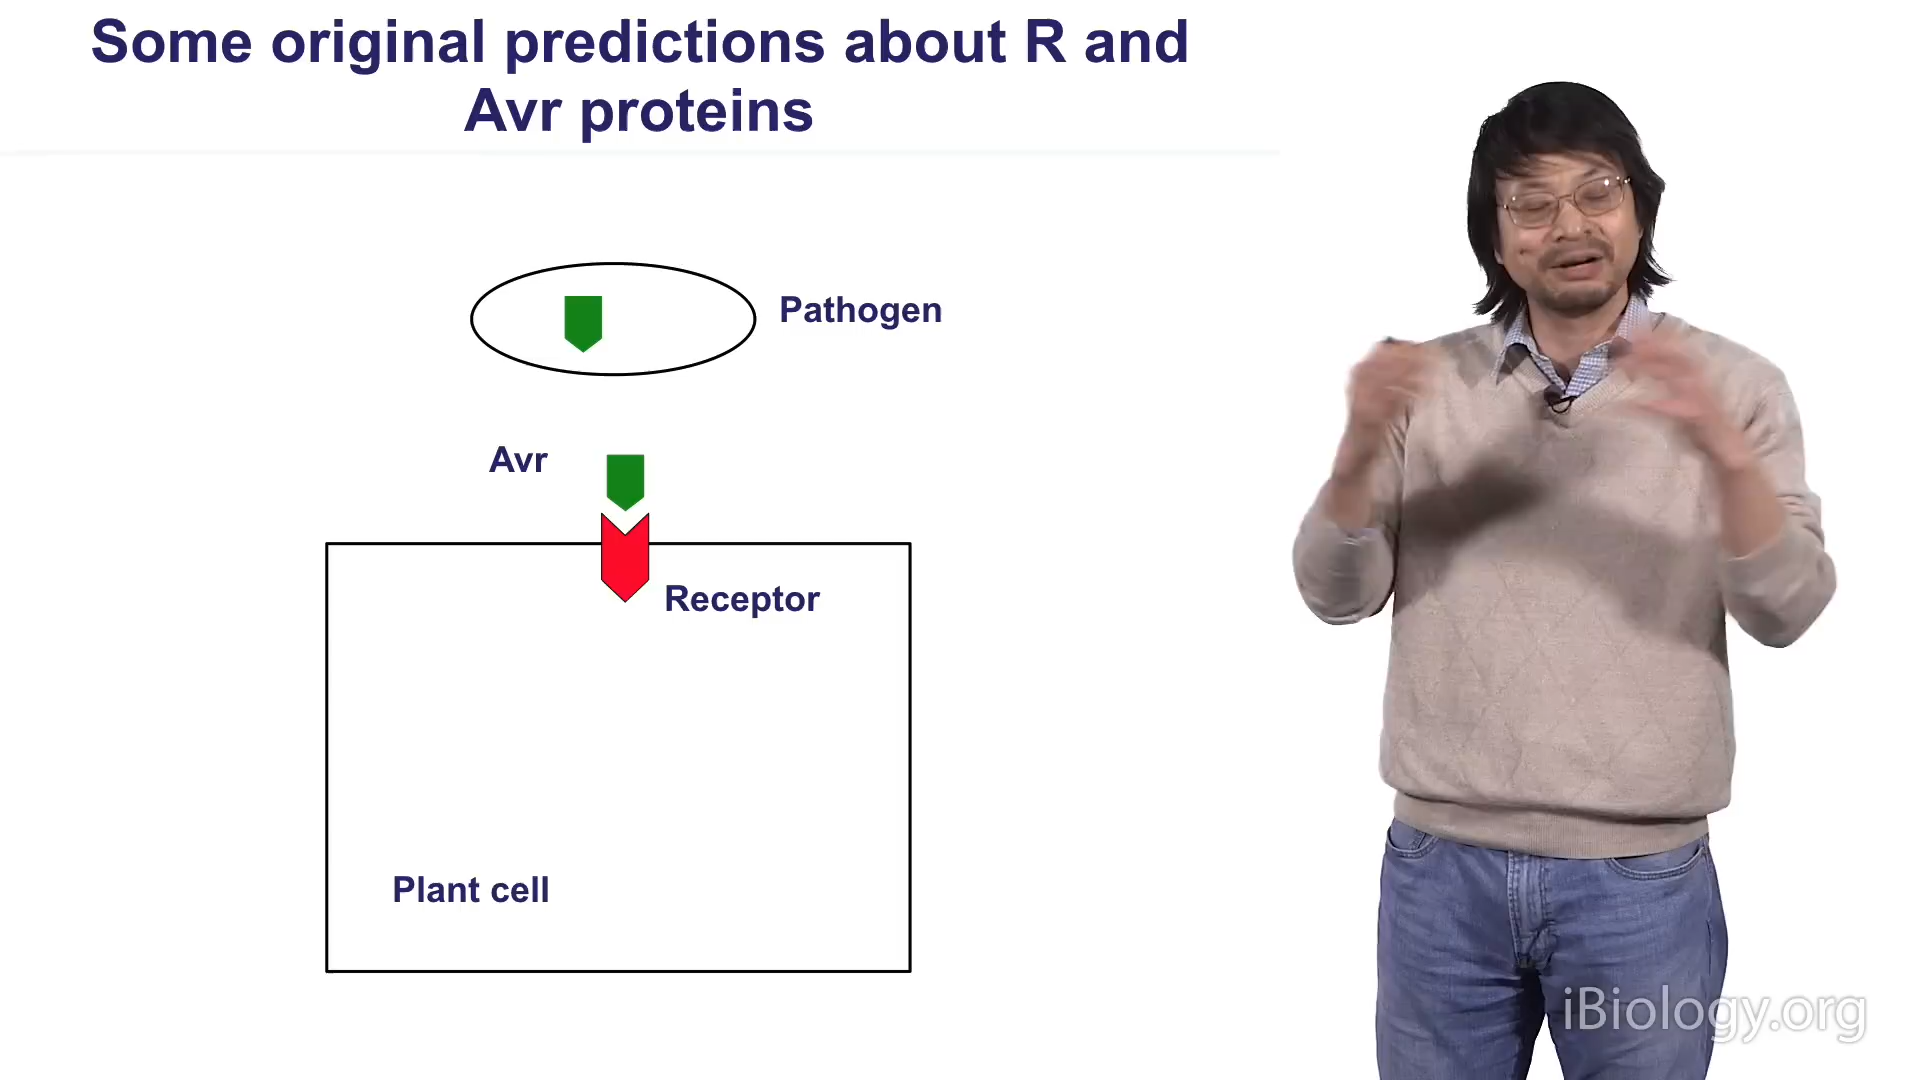 Some original predictions about R and
Avr proteins
Pathogen
Avr
Receptor
Plant cell
iBiology.org